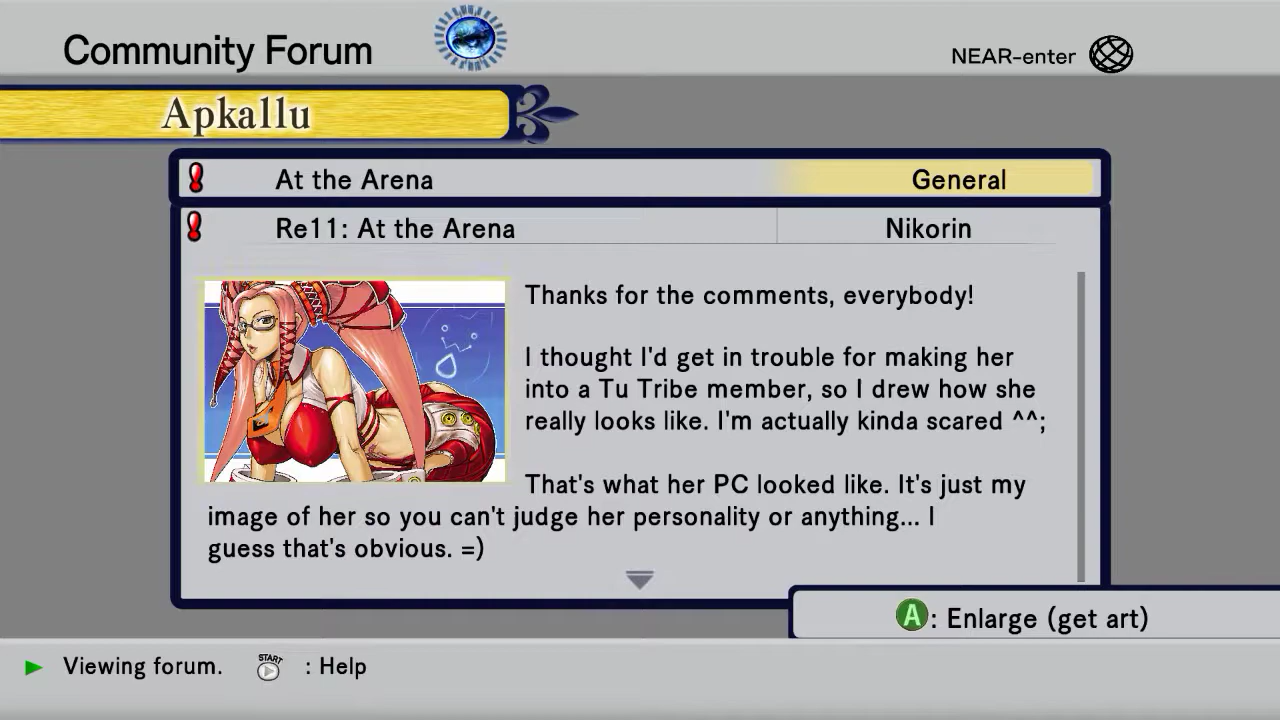 Community Forum
NEAR-enter
Apkallu
At the Arena
General
Re11: At the Arena
Nikorin
Thanks for the comments, everybody!
I thought I'd get in trouble for making her
into a Tu Tribe member, so I drew how she
really looks like. I'm actually kinda scared ^^;
That's what her PC looked like. It's just my
image of her so you can't judge her personality or anything... I
guess that's obvious. =)
A: Enlarge (get art)
Viewing forum.
START
: Help